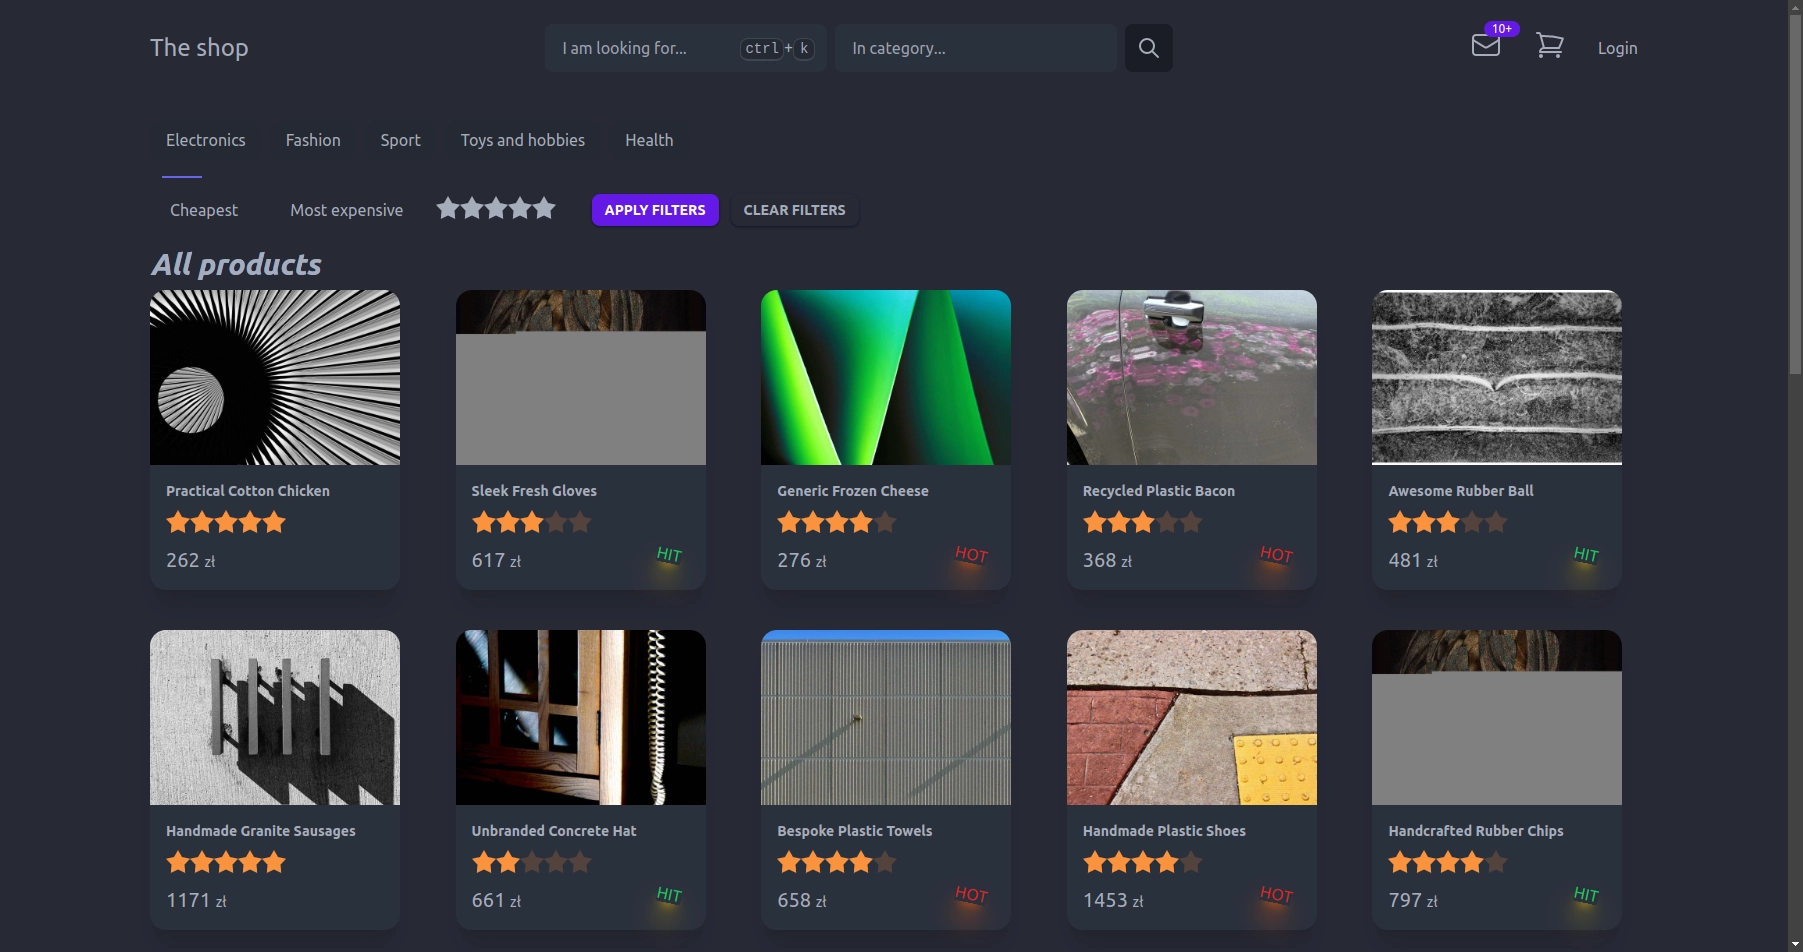 The shop
I am looking for...
ctrl+k
In category...
10+
Login
Electronics Fashion Sport Toys and hobbies Health
Cheapest Most expensive APPLY FILTERS CLEAR FILTERS
All products
Practical Cotton Chicken
262 zł
Sleek Fresh Gloves
617 zł HIT
Generic Frozen Cheese
276 zł HOT
Recycled Plastic Bacon
368 zł HOT
Awesome Rubber Ball
481 zł HIT
Handmade Granite Sausages
1171 zł
Unbranded Concrete Hat
661 zł HIT
Bespoke Plastic Towels
658 zł HOT
Handmade Plastic Shoes
1453 zł HOT
Handcrafted Rubber Chips
797 zł HIT